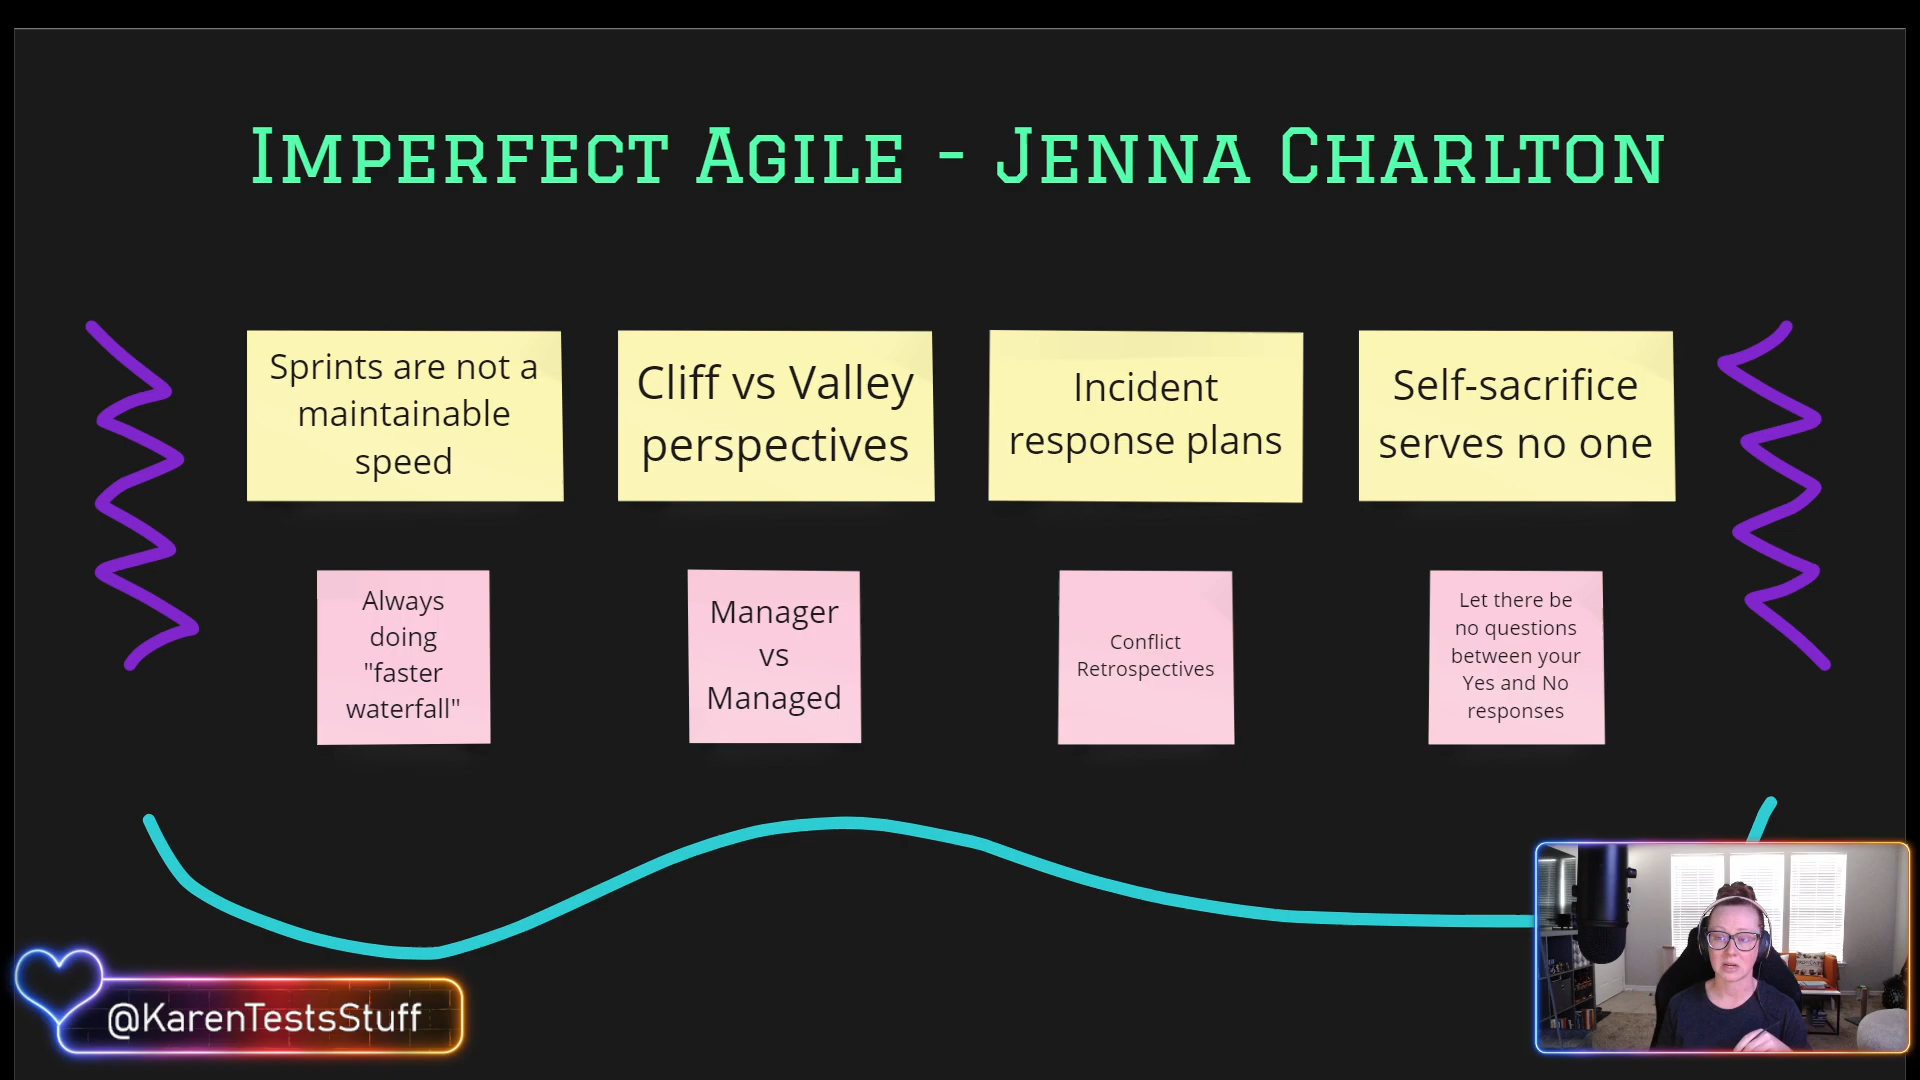 Imperfect Agile - Jenna Charlton
Sprints are not a
maintainable
speed
Cliff vs Valley
perspectives
Incident
response plans
Self-sacrifice
serves no one
Always
doing
"faster
waterfall"
Manager
vs
Managed
Conflict
Retrospectives
Let there be
no questions
between your
Yes and No
responses
@KarenTestsStuff